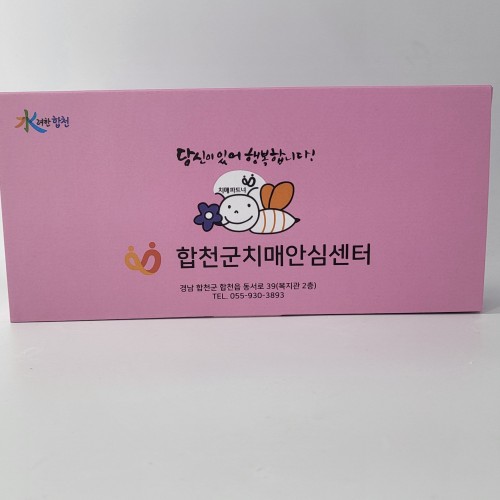 水려한합천
당신이 있어 행복합니다!
치매파트너
합천군치매안심센터
경남 합천군 합천읍 동서로 39(복지관 2층)
TEL. 055-930-3893